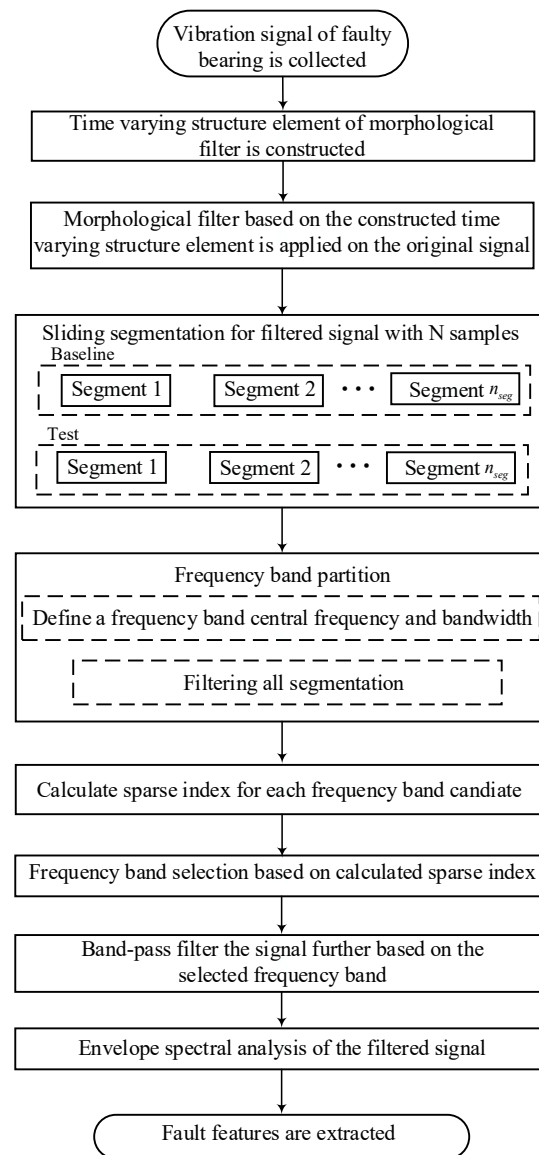 Vibration signal of faulty
bearing is collected
Time varying structure element of morphological
filter is constructed
Morphological filter based on the constructed time
varying structure element is applied on the original signal
Sliding segmentation for filtered signal with N samples
Baseline
Segment 1 Segment 2 ··· Segment n_seg
Test
Segment 1 Segment 2 ··· Segment n_seg
Frequency band partition
Define a frequency band central frequency and bandwidth
Filtering all segmentation
Calculate sparse index for each frequency band candiate
Frequency band selection based on calculated sparse index
Band-pass filter the signal further based on the
selected frequency band
Envelope spectral analysis of the filtered signal
Fault features are extracted